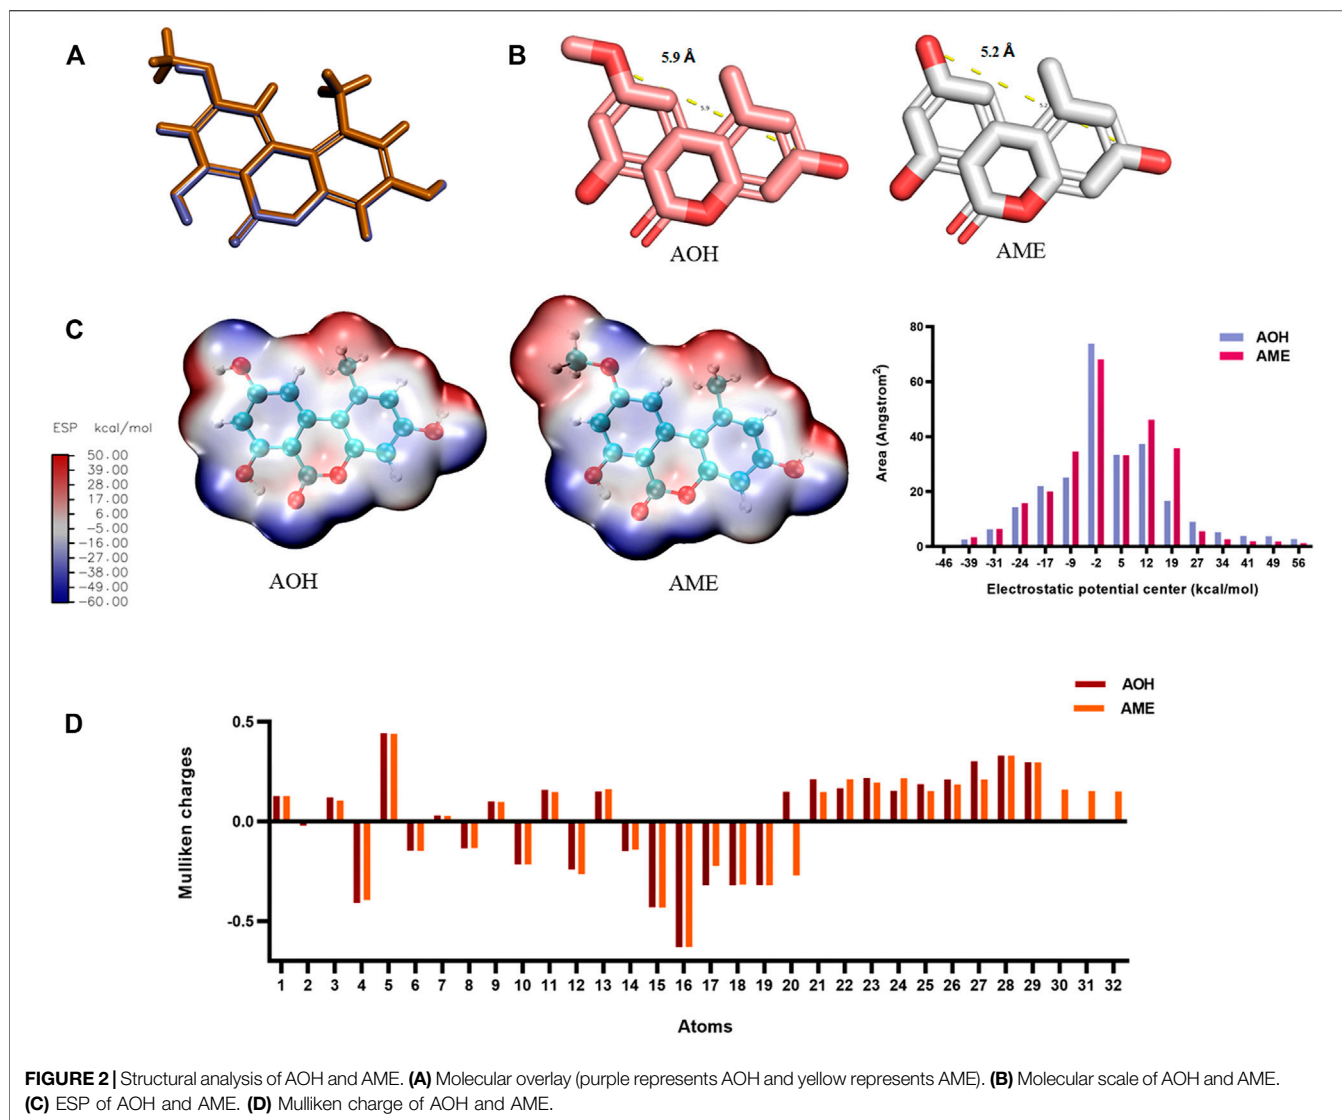 A
B
5.9 Å
5.9
AOH
5.2 Å
5.2
AME
C
ESP kcal/mol
50.00
39.00
28.00
17.00
6.00
-5.00
-16.00
-27.00
-38.00
-49.00
-60.00
AOH
AME
Area (Angstrom²)
80
60
40
20
0
AOH
AME
-46 -39 -31 -24 -17 -9 -2 5 12 19 27 34 41 49 56
Electrostatic potential center (kcal/mol)
D
AOH
AME
Mulliken charges
0.5
0.0
-0.5
1 2 3 4 5 6 7 8 9 10 11 12 13 14 15 16 17 18 19 20 21 22 23 24 25 26 27 28 29 30 31 32
Atoms
FIGURE 2 | Structural analysis of AOH and AME. (A) Molecular overlay (purple represents AOH and yellow represents AME). (B) Molecular scale of AOH and AME.
(C) ESP of AOH and AME. (D) Mulliken charge of AOH and AME.